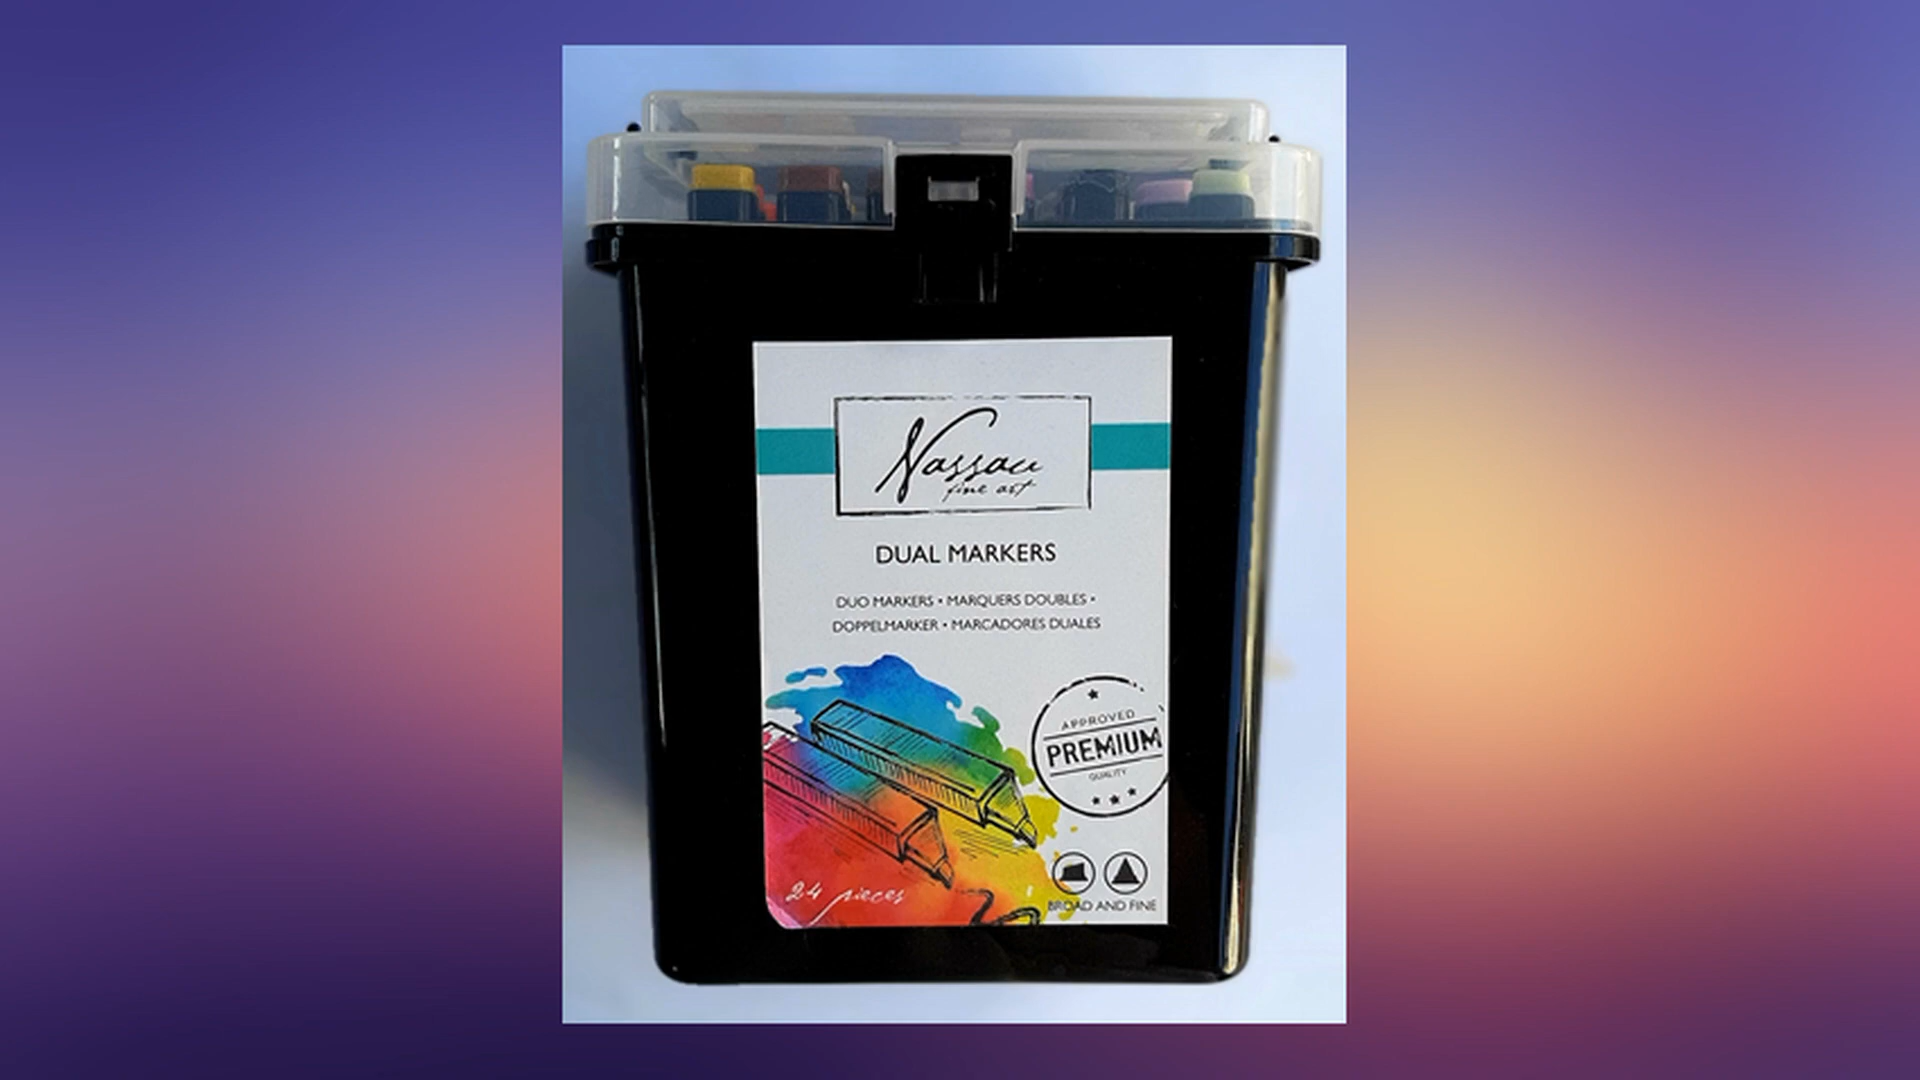 Nassau
fine art
DUAL MARKERS
DUO MARKERS • MARQUERS DOUBLES •
DOPPELMARKER • MARCADORES DUALES
APPROVED
PREMIUM
QUALITY
24 pieces
BROAD AND FINE